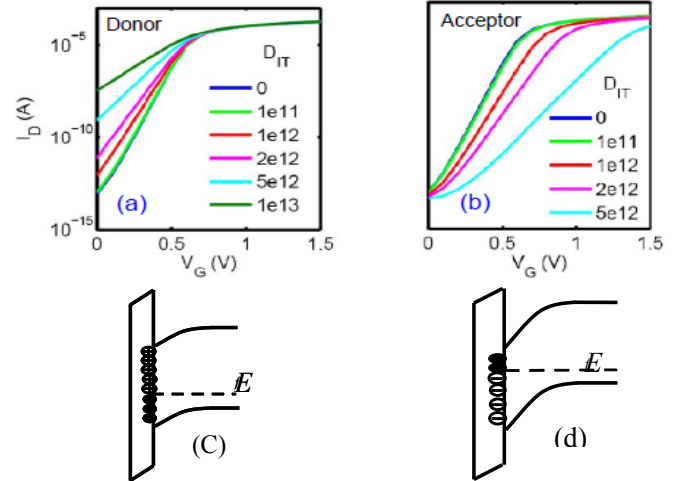 Donor
D_IT
0
1e11
1e12
2e12
5e12
1e13
(a)
I_D (A)
10^-5
10^-10
10^-15
0 0.5 1 1.5
V_G (V)
Acceptor
D_IT
0
1e11
1e12
2e12
5e12
(b)
0 0.5 1 1.5
V_G (V)
E
(C)
E
(d)